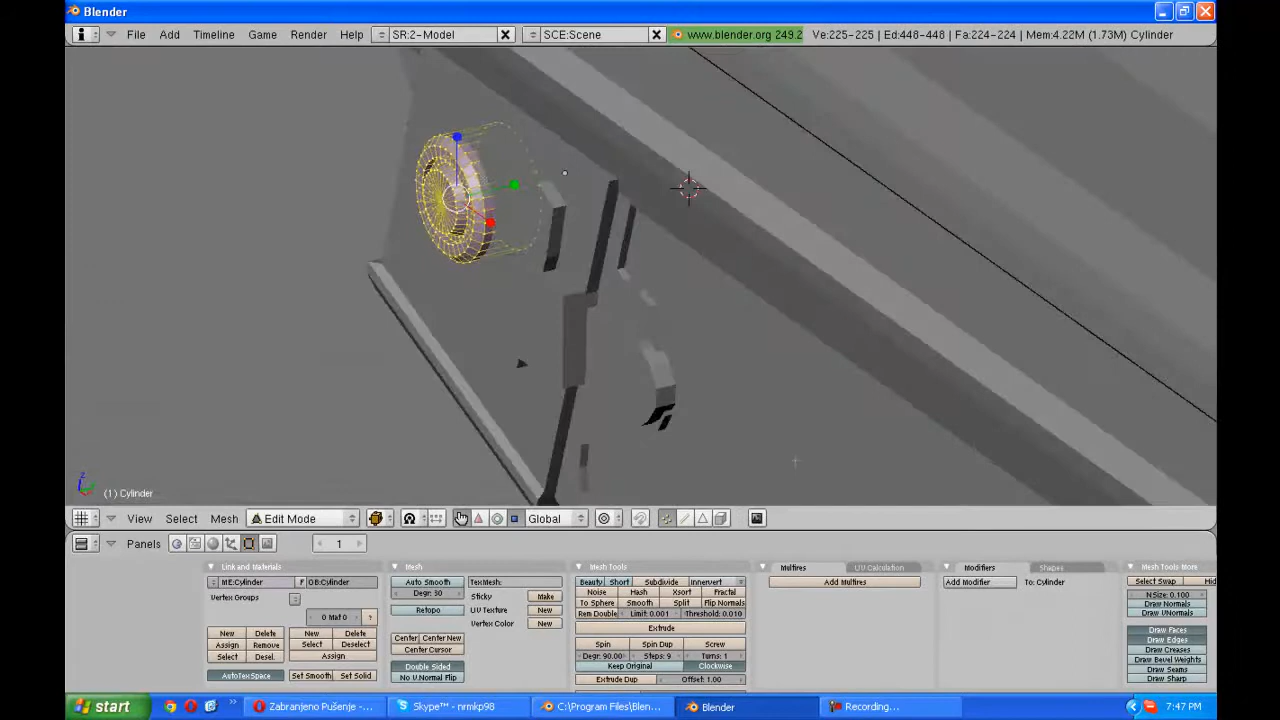 Blender
File Add Timeline Game Render Help SR:2-Model SCE:Scene www.blender.org 249.2 Ve:225-225 | Ed:448-448 | Fa:224-224 | Mem:4.22M (1.73M) Cylinder
z
(1) Cylinder
View Select Mesh Edit Mode Global
Panels 1
Link and Materials Mesh Mesh Tools Multires UV Calculation Modifiers Shapes Mesh Tools More
ME:Cylinder F OB:Cylinder Auto Smooth TexMesh: Beauty Short Subdivide Innervert Add Multires Add Modifier To: Cylinder Select Swap Hid
Vertex Groups Degr: 30 Sticky Make Noise Hash Xsort Fractal NSize: 0.100
Retopo UV Texture New To Sphere Smooth Split Flip Normals Draw Normals
0 Mat 0 ? Vertex Color New Rem Double Limit: 0.001 Threshold: 0.010 Draw VNormals
New Delete New Delete Center Center New Extrude Draw Faces
Assign Remove Select Deselect Center Cursor Spin Spin Dup Screw Draw Edges
Select Desel. Assign Degr: 90.00 Steps: 9 Turns: 1 Draw Creases
Double Sided Keep Original Clockwise Draw Bevel Weights
AutoTexSpace Set Smooth Set Solid No V.Normal Flip Extrude Dup Offset: 1.00 Draw Seams
Draw Sharp
start Zabranjeno Pušenje -... Skype™ - nrmkp98 C:\Program Files\Blen... Blender Recording... 7:47 PM